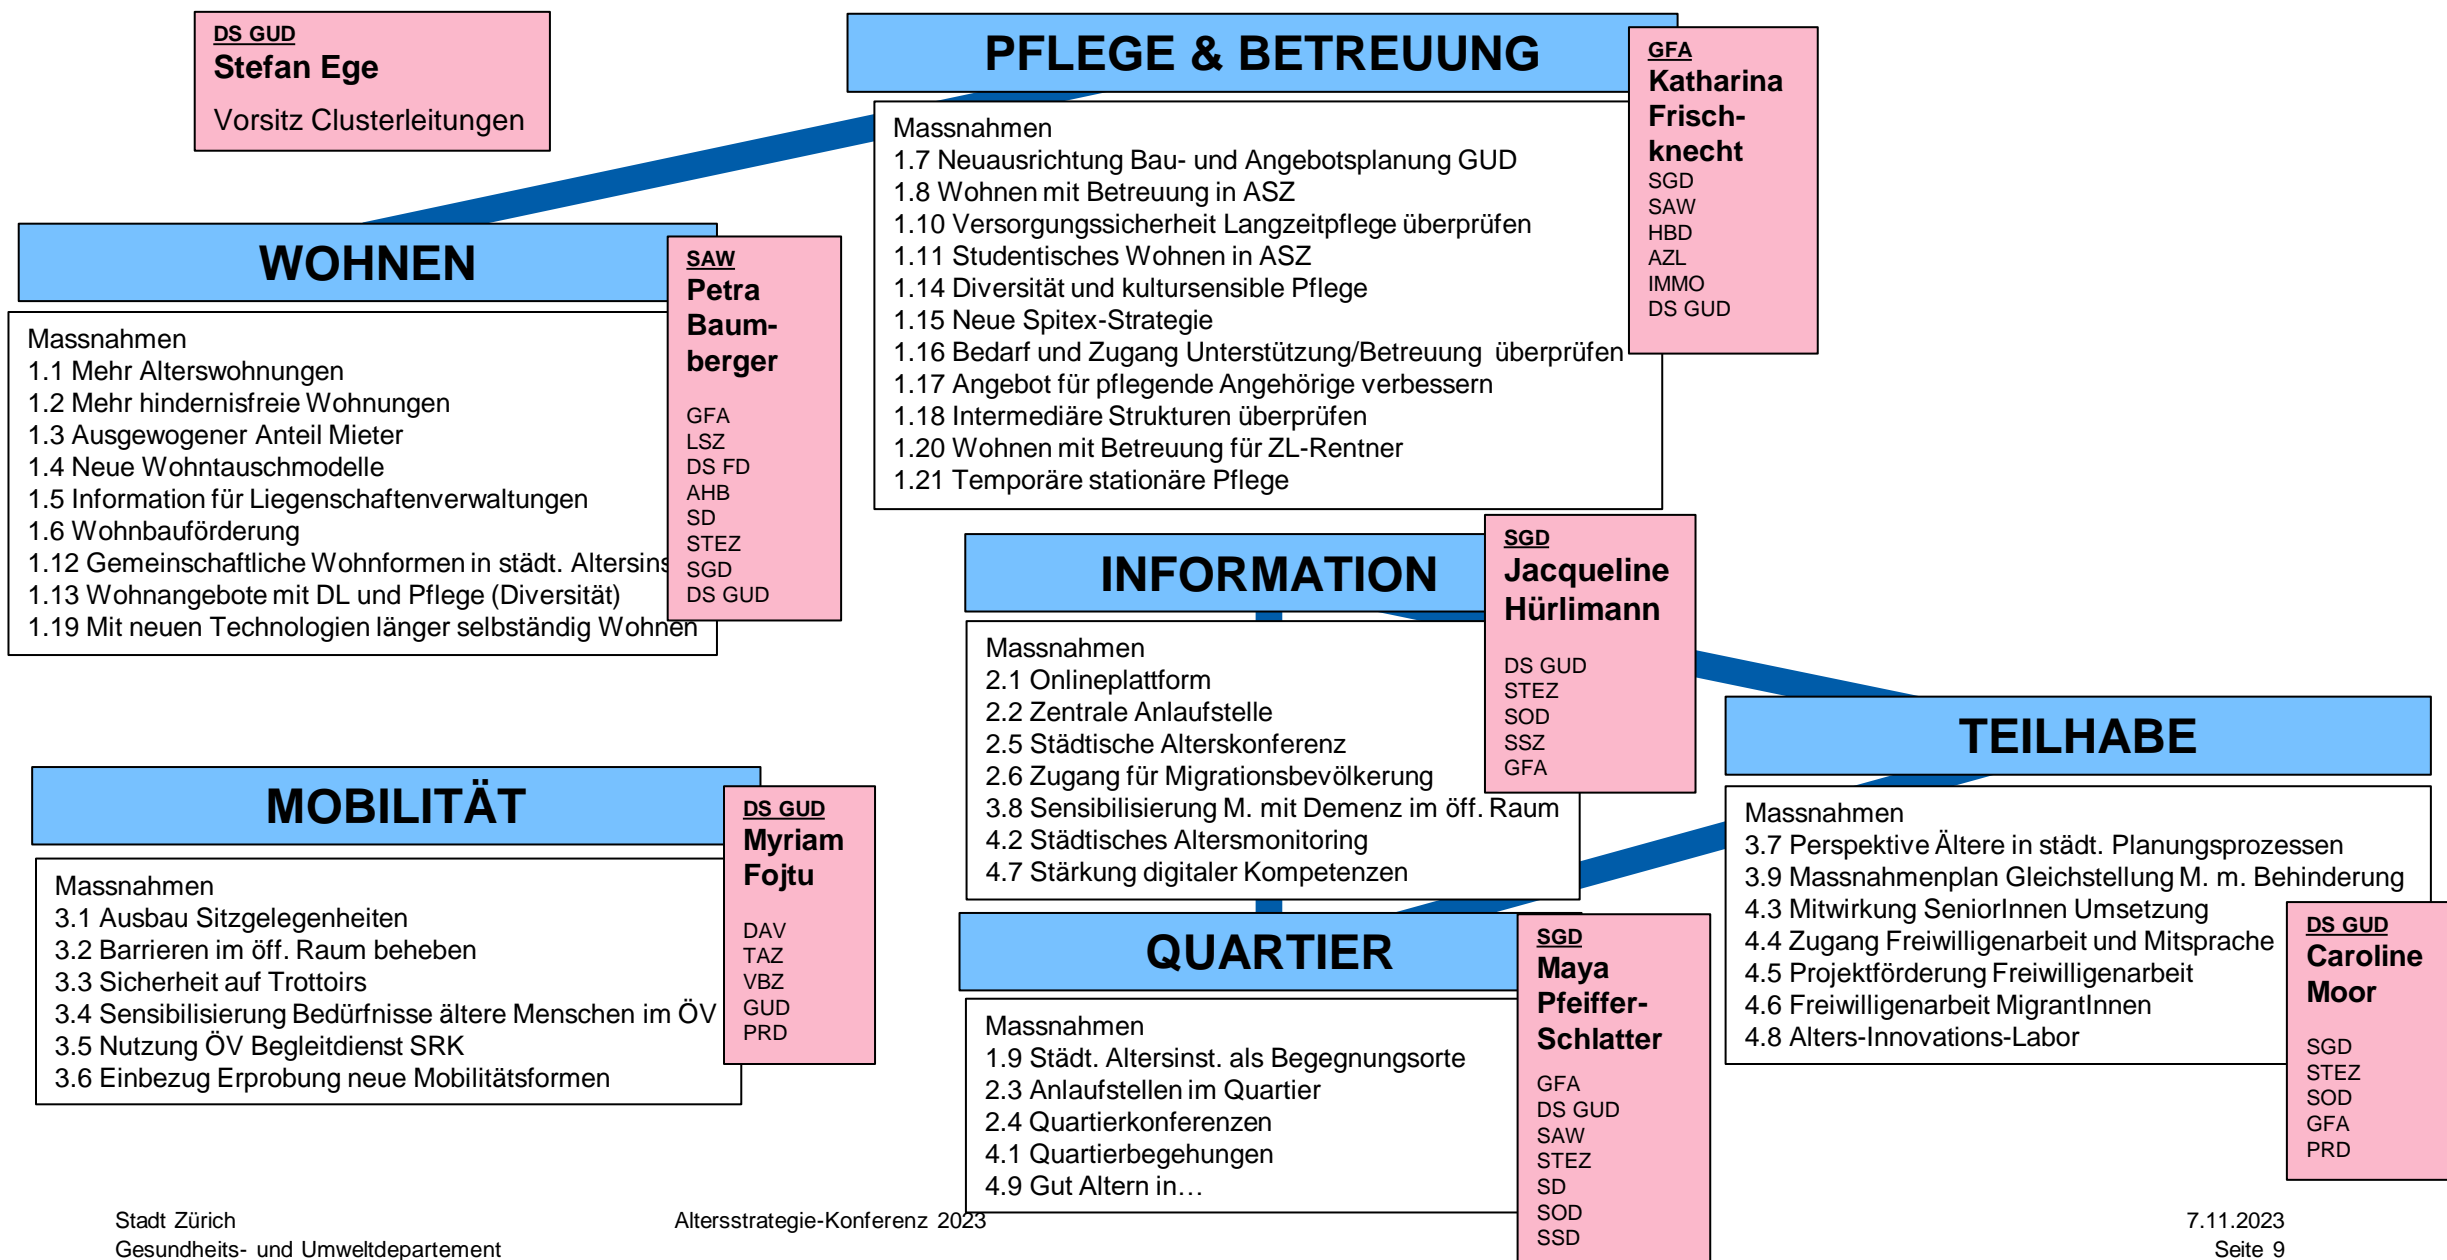 DS GUD
Stefan Ege
Vorsitz Clusterleitungen
PFLEGE & BETREUUNG
Massnahmen
1.7 Neuausrichtung Bau- und Angebotsplanung GUD
1.8 Wohnen mit Betreuung in ASZ
1.10 Versorgungssicherheit Langzeitpflege überprüfen
1.11 Studentisches Wohnen in ASZ
1.14 Diversität und kultursensible Pflege
1.15 Neue Spitex-Strategie
1.16 Bedarf und Zugang Unterstützung/Betreuung überprüfen
1.17 Angebot für pflegende Angehörige verbessern
1.18 Intermediäre Strukturen überprüfen
1.20 Wohnen mit Betreuung für ZL-Rentner
1.21 Temporäre stationäre Pflege
GFA
Katharina
Frisch-
knecht
SGD
SAW
HBD
AZL
IMMO
DS GUD
WOHNEN
Massnahmen
1.1 Mehr Alterswohnungen
1.2 Mehr hindernisfreie Wohnungen
1.3 Ausgewogener Anteil Mieter
1.4 Neue Wohntauschmodelle
1.5 Information für Liegenschaftenverwaltungen
1.6 Wohnbauförderung
1.12 Gemeinschaftliche Wohnformen in städt. Altersins
1.13 Wohnangebote mit DL und Pflege (Diversität)
1.19 Mit neuen Technologien länger selbständig Wohnen
SAW
Petra
Baum-
berger
GFA
LSZ
DS FD
AHB
SD
STEZ
SGD
DS GUD
INFORMATION
Massnahmen
2.1 Onlineplattform
2.2 Zentrale Anlaufstelle
2.5 Städtische Alterskonferenz
2.6 Zugang für Migrationsbevölkerung
3.8 Sensibilisierung M. mit Demenz im öff. Raum
4.2 Städtisches Altersmonitoring
4.7 Stärkung digitaler Kompetenzen
SGD
Jacqueline
Hürlimann
DS GUD
STEZ
SOD
SSZ
GFA
TEILHABE
Massnahmen
3.7 Perspektive Ältere in städt. Planungsprozessen
3.9 Massnahmenplan Gleichstellung M. m. Behinderung
4.3 Mitwirkung SeniorInnen Umsetzung
4.4 Zugang Freiwilligenarbeit und Mitsprache
4.5 Projektförderung Freiwilligenarbeit
4.6 Freiwilligenarbeit MigrantInnen
4.8 Alters-Innovations-Labor
DS GUD
Caroline
Moor
SGD
STEZ
SOD
GFA
PRD
MOBILITÄT
Massnahmen
3.1 Ausbau Sitzgelegenheiten
3.2 Barrieren im öff. Raum beheben
3.3 Sicherheit auf Trottoirs
3.4 Sensibilisierung Bedürfnisse ältere Menschen im ÖV
3.5 Nutzung ÖV Begleitdienst SRK
3.6 Einbezug Erprobung neue Mobilitätsformen
DS GUD
Myriam
Fojtu
DAV
TAZ
VBZ
GUD
PRD
QUARTIER
Massnahmen
1.9 Städt. Altersinst. als Begegnungsorte
2.3 Anlaufstellen im Quartier
2.4 Quartierkonferenzen
4.1 Quartierbegehungen
4.9 Gut Altern in…
SGD
Maya
Pfeiffer-
Schlatter
GFA
DS GUD
SAW
STEZ
SD
SOD
SSD
Stadt Zürich
Gesundheits- und Umweltdepartement
Altersstrategie-Konferenz 2023
7.11.2023
Seite 9